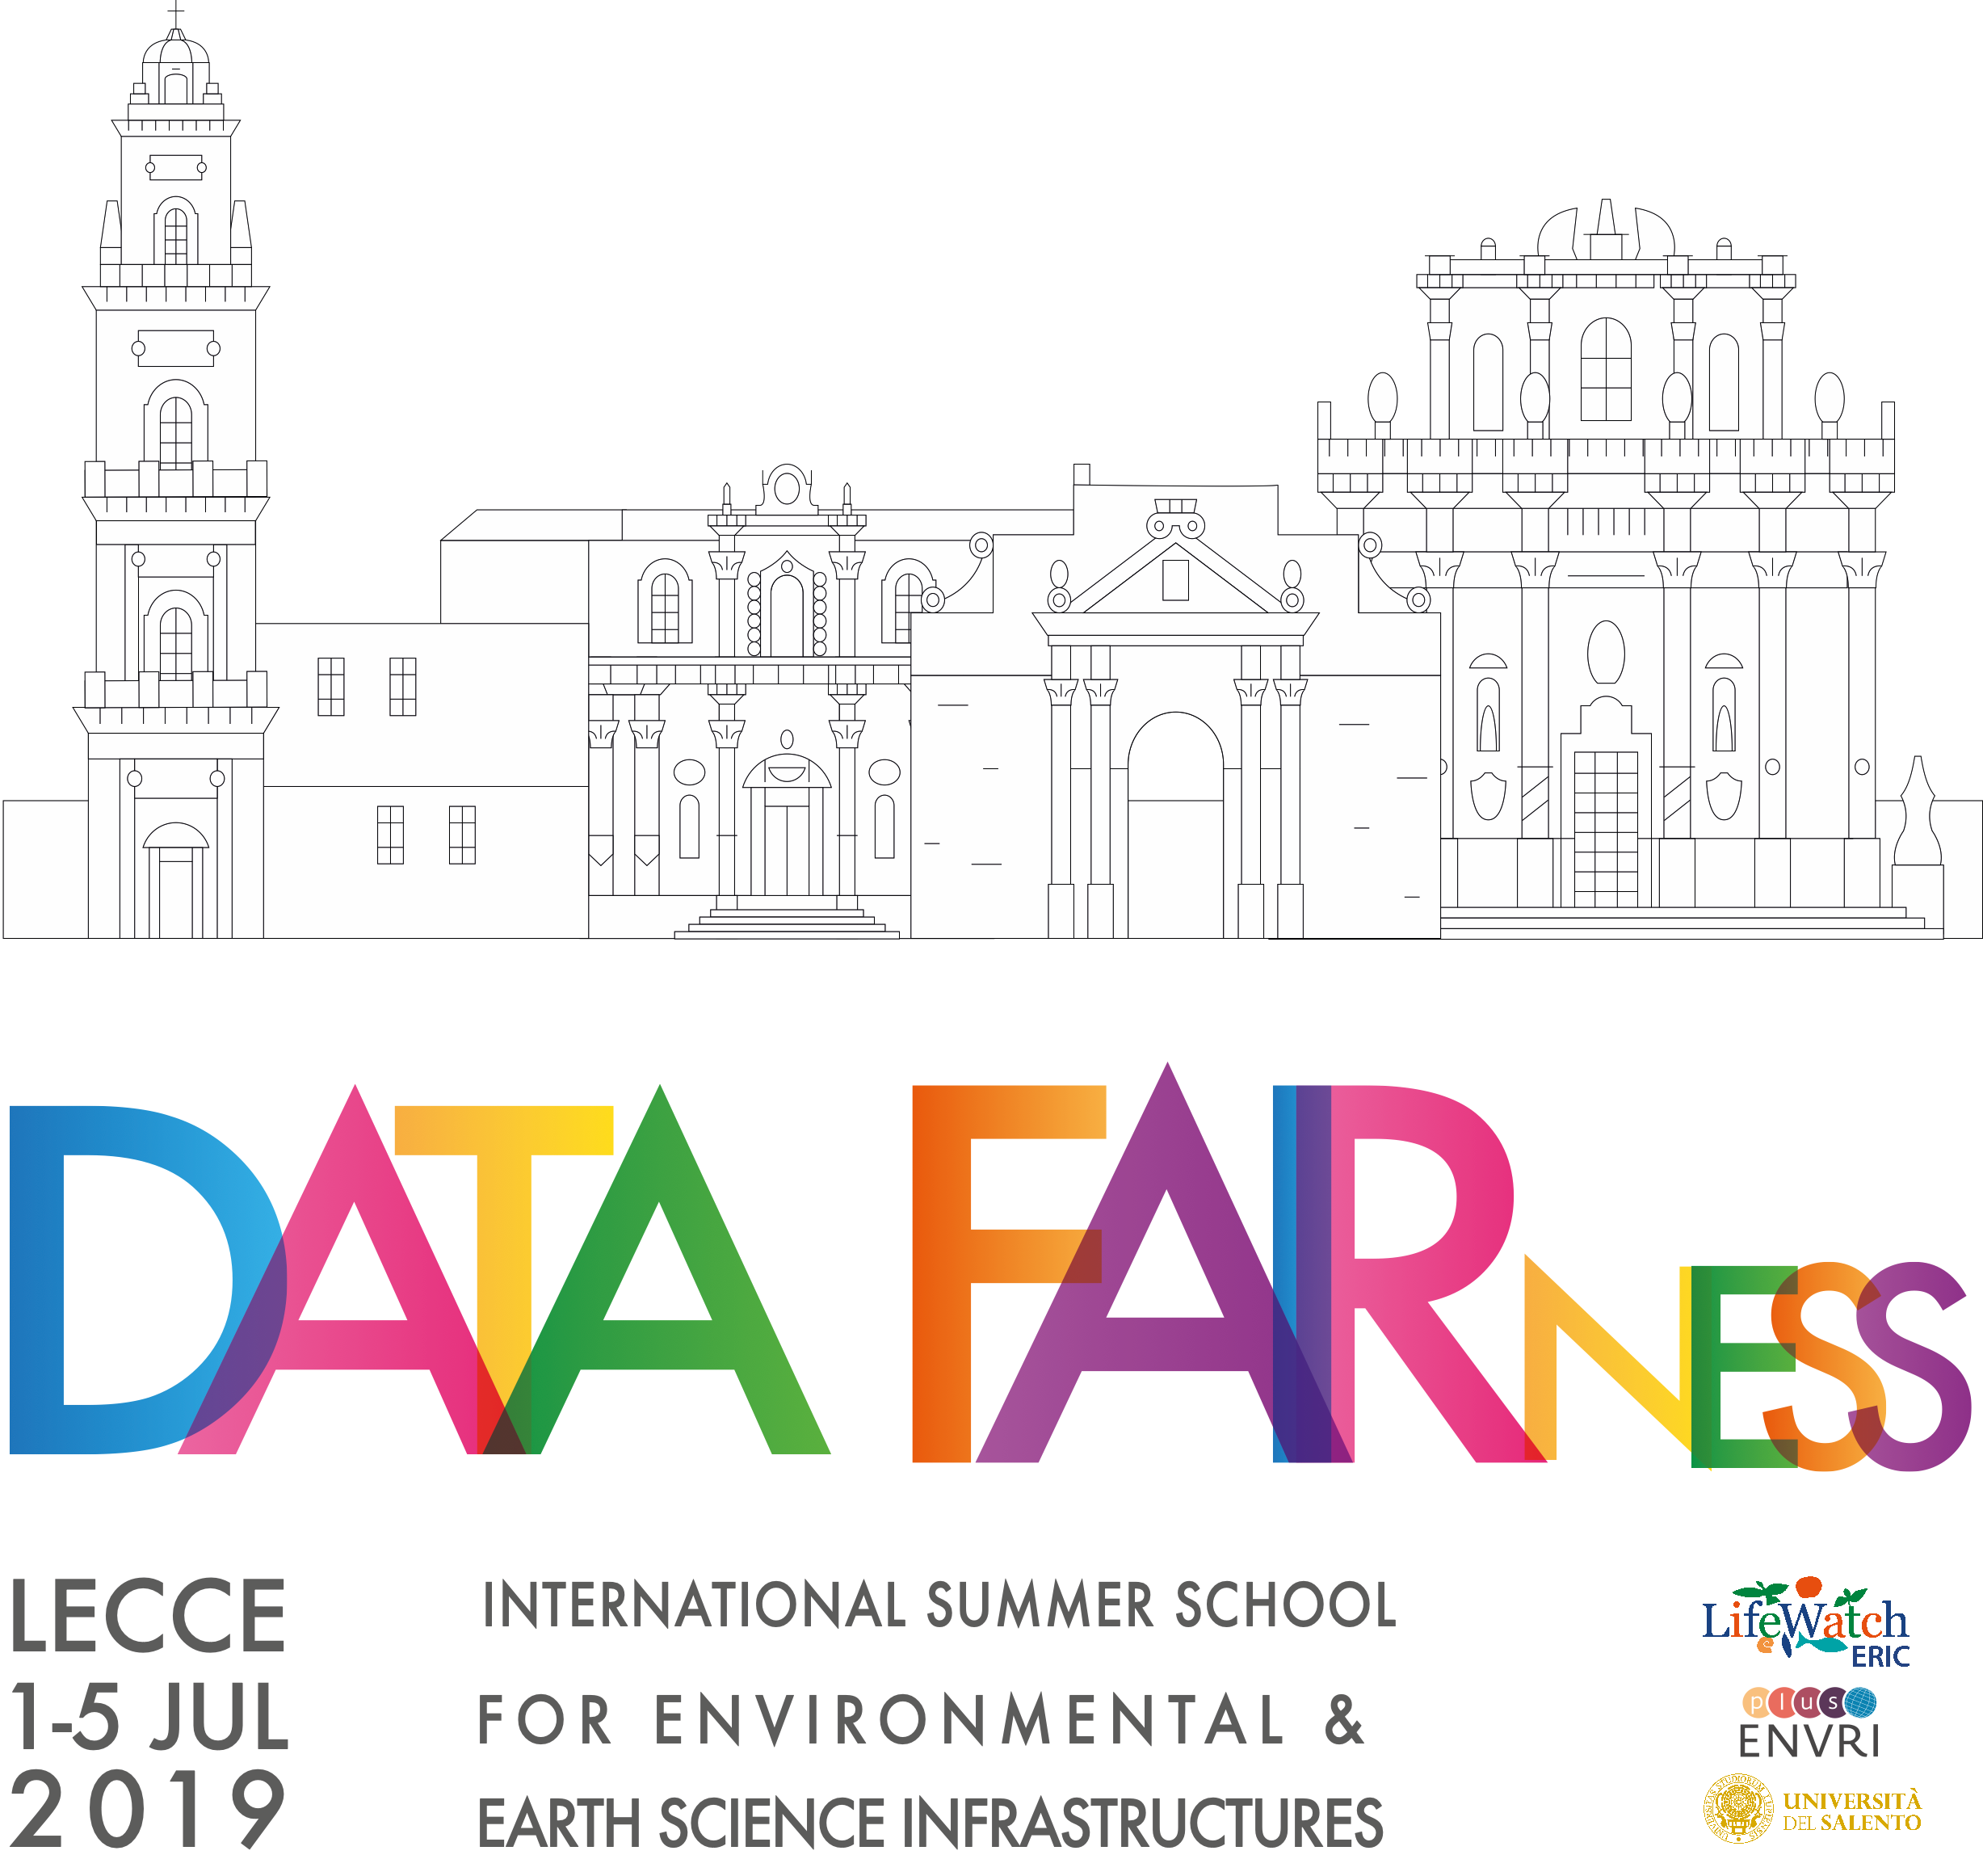 DATA FAIRNESS
LECCE
1-5 JUL
2019
INTERNATIONAL SUMMER SCHOOL
FOR ENVIRONMENTAL &
EARTH SCIENCE INFRASTRUCTURES
LifeWatch
ERIC
plus
ENVRI
UNIVERSITÀ
DEL SALENTO